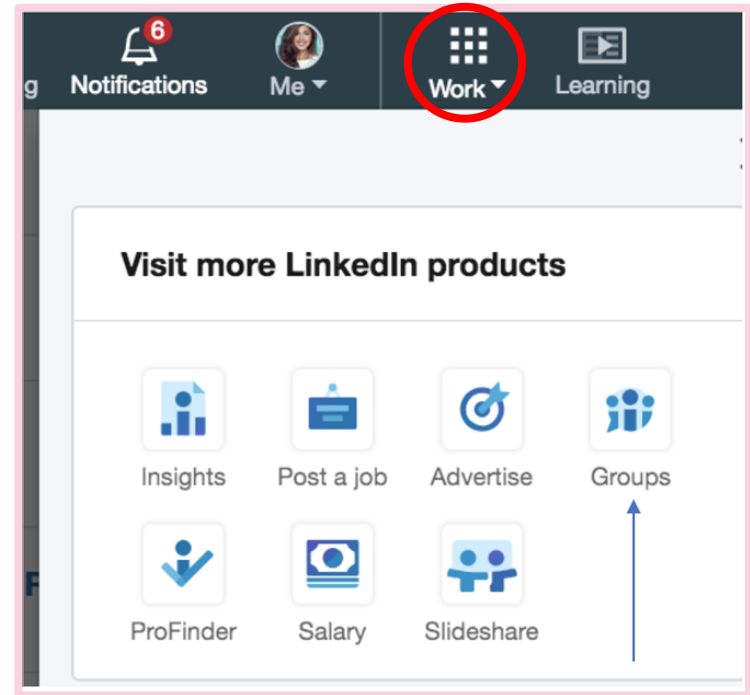 6
g Notifications Me Work Learning
Visit more LinkedIn products
Insights Post a job Advertise Groups
F
ProFinder Salary Slideshare